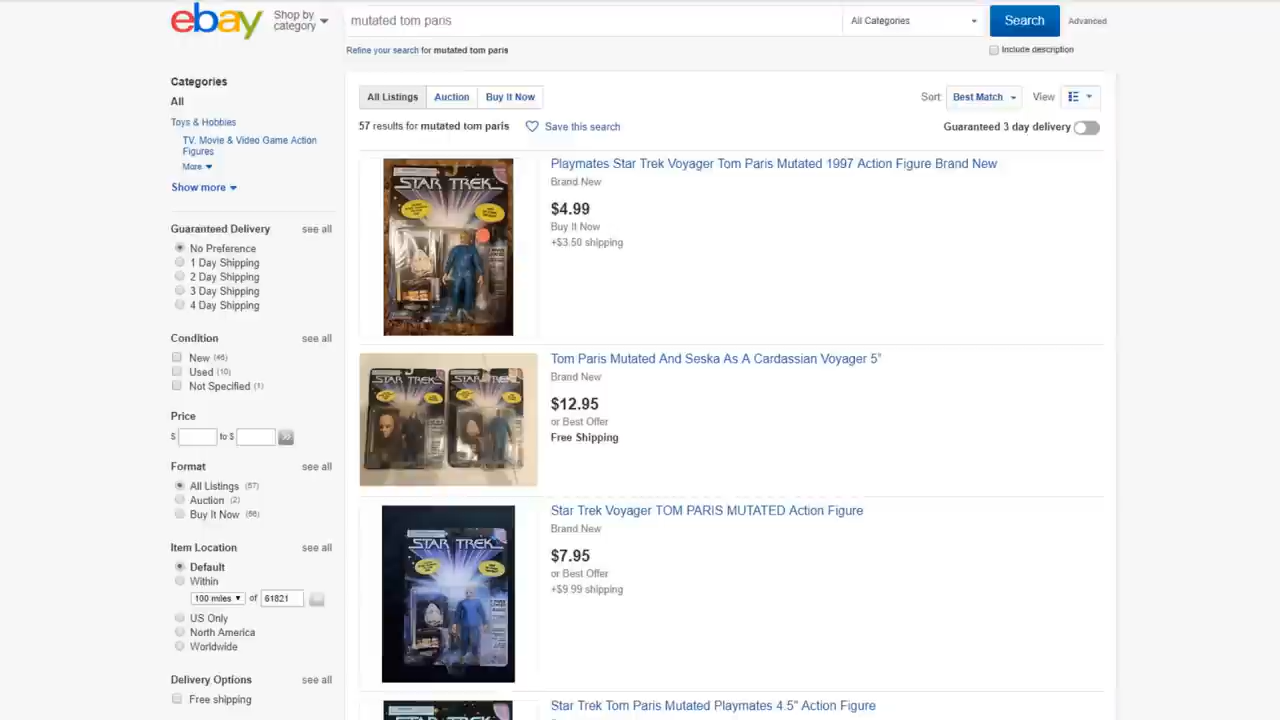 ebay
Shop by
category
mutated tom paris
All Categories
Search
Advanced
Refine your search for mutated tom paris
Include description
Categories
All
Toys & Hobbies
TV, Movie & Video Game Action
Figures
More
Show more
Guaranteed Delivery see all
No Preference
1 Day Shipping
2 Day Shipping
3 Day Shipping
4 Day Shipping
Condition see all
New (46)
Used (10)
Not Specified (1)
Price
$ to $
Format see all
All Listings (57)
Auction (2)
Buy It Now (56)
Item Location see all
Default
Within
100 miles of 61821
US Only
North America
Worldwide
Delivery Options see all
Free shipping
All Listings Auction Buy It Now
Sort: Best Match View
57 results for mutated tom paris Save this search
Guaranteed 3 day delivery
STAR TREK
Playmates Star Trek Voyager Tom Paris Mutated 1997 Action Figure Brand New
Brand New
$4.99
Buy It Now
+$3.50 shipping
STAR TREK
STAR TREK
Tom Paris Mutated And Seska As A Cardassian Voyager 5"
Brand New
$12.95
or Best Offer
Free Shipping
STAR TREK
Star Trek Voyager TOM PARIS MUTATED Action Figure
Brand New
$7.95
or Best Offer
+$9.99 shipping
STAR TREK
Star Trek Tom Paris Mutated Playmates 4.5" Action Figure